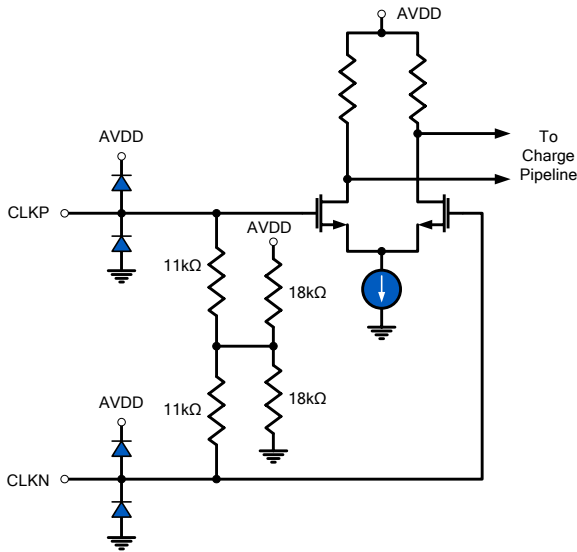 AVDD
AVDD
To
Charge
Pipeline
CLKP
AVDD
11kΩ
18kΩ
11kΩ
18kΩ
AVDD
CLKN